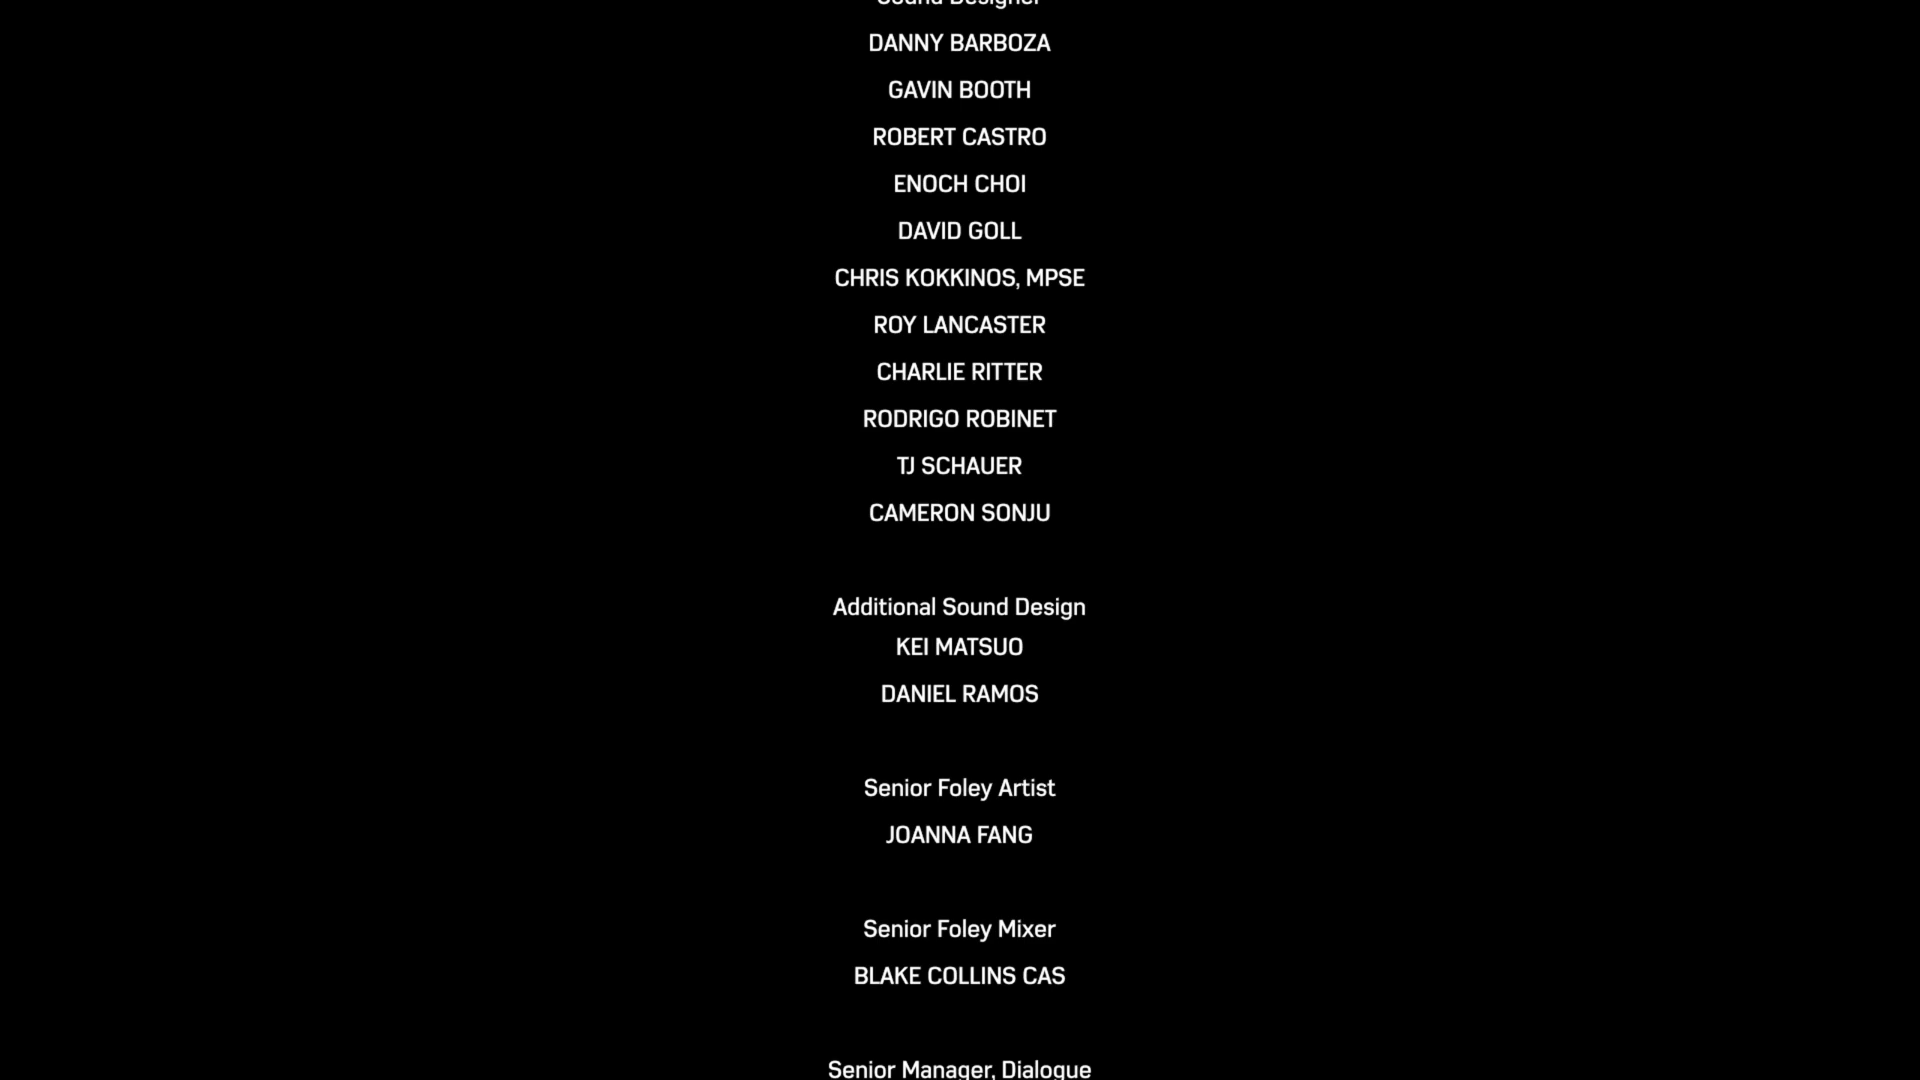 Sound Designer
DANNY BARBOZA
GAVIN BOOTH
ROBERT CASTRO
ENOCH CHOI
DAVID GOLL
CHRIS KOKKINOS, MPSE
ROY LANCASTER
CHARLIE RITTER
RODRIGO ROBINET
TJ SCHAUER
CAMERON SONJU
Additional Sound Design
KEI MATSUO
DANIEL RAMOS
Senior Foley Artist
JOANNA FANG
Senior Foley Mixer
BLAKE COLLINS CAS
Senior Manager, Dialogue